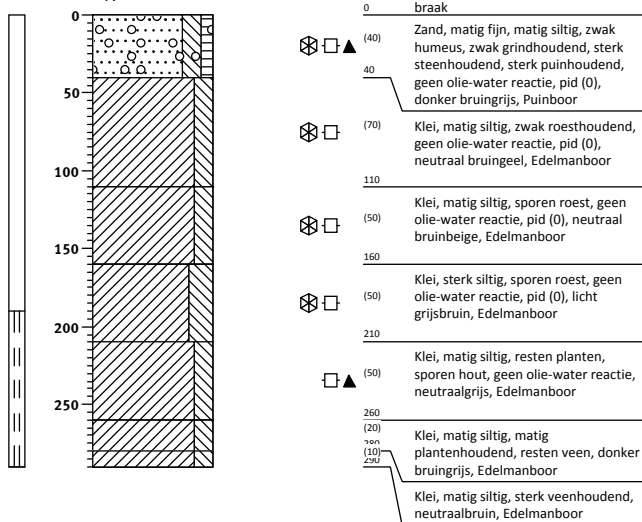 0
50
100
150
200
250
0
braak
(40)
Zand, matig fijn, matig siltig, zwak
humeus, zwak grindhoudend, sterk
steenhoudend, sterk puinhoudend,
geen olie-water reactie, pid (0),
donker bruingrijs, Puinboor
40
(70)
Klei, matig siltig, zwak roesthoudend,
geen olie-water reactie, pid (0),
neutraal bruingeel, Edelmanboor
110
(50)
Klei, matig siltig, sporen roest, geen
olie-water reactie, pid (0), neutraal
bruinbeige, Edelmanboor
160
(50)
Klei, sterk siltig, sporen roest, geen
olie-water reactie, pid (0), licht
grijsbruin, Edelmanboor
210
(50)
Klei, matig siltig, resten planten,
sporen hout, geen olie-water reactie,
neutraalgrijs, Edelmanboor
260
(20)
Klei, matig siltig, matig
plantenhoudend, resten veen, donker
bruingrijs, Edelmanboor
280
(10)
290
Klei, matig siltig, sterk veenhoudend,
neutraalbruin, Edelmanboor